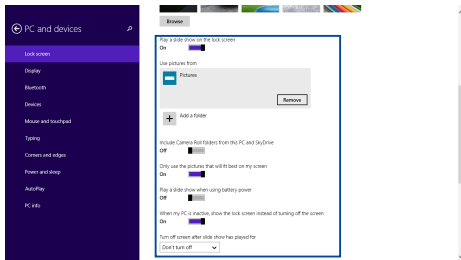 PC and devices
Lock screen
Display
Bluetooth
Devices
Mouse and touchpad
Typing
Corners and edges
Power and sleep
AutoPlay
PC info
Browse
Play a slide show on the lock screen
On
Use pictures from
Pictures
Remove
Add a folder
Include Camera Roll folders from this PC and SkyDrive
Off
Only use the pictures that will fit best on my screen
On
Play a slide show when using battery power
Off
When my PC is inactive, show the lock screen instead of turning off the screen
On
Turn off screen after slide show has played for
Don't turn off